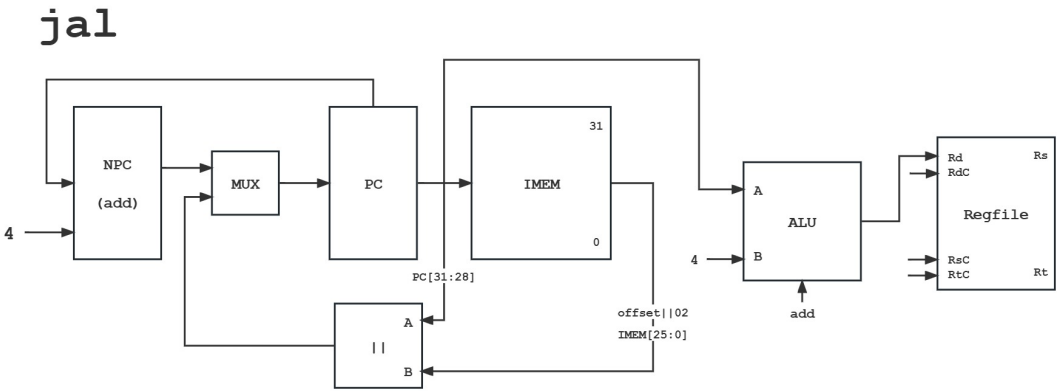 jal
NPC
(add)
4
MUX
PC
IMEM
31
0
PC[31:28]
offset||02
IMEM[25:0]
A
||
B
A
ALU
B
4
add
Rd
RdC
Rs
Regfile
RsC
RtC
Rt